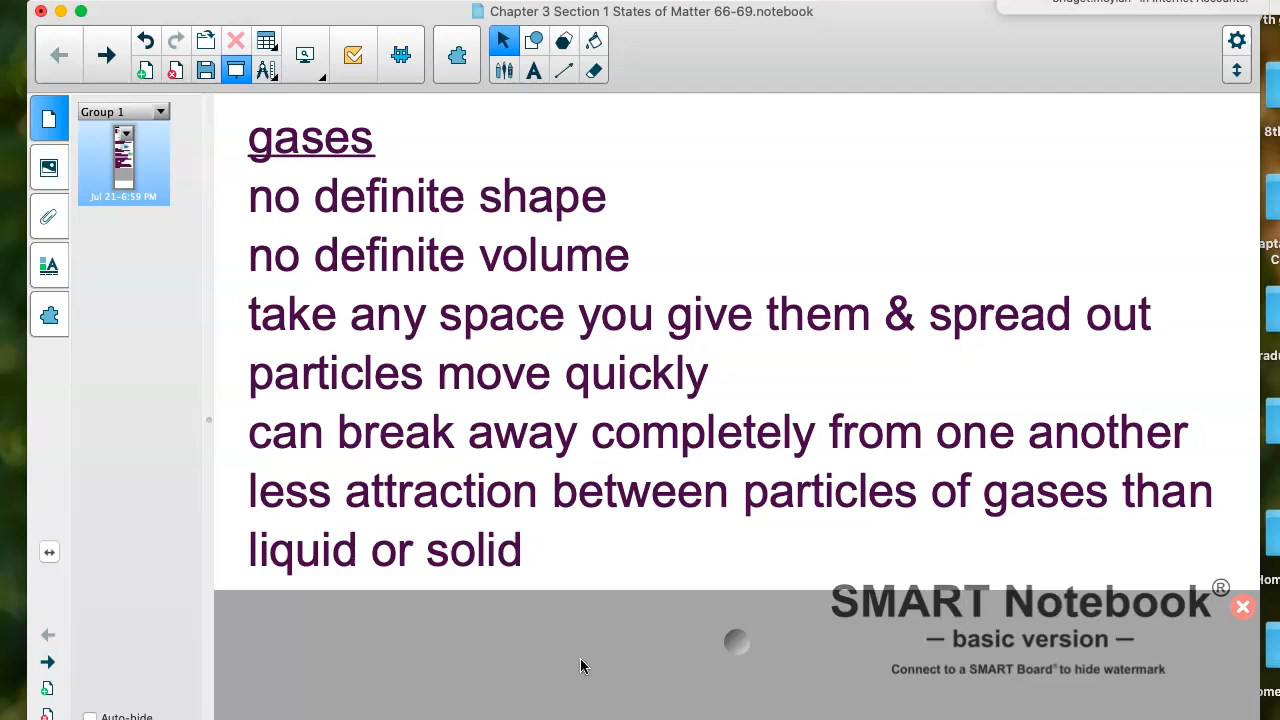 Chapter 3 Section 1 States of Matter 66-69.notebook
Group 1
Jul 21–6:59 PM
gases
no definite shape
no definite volume
take any space you give them & spread out
particles move quickly
can break away completely from one another
less attraction between particles of gases than
liquid or solid
SMART Notebook®
— basic version —
Connect to a SMART Board® to hide watermark
Auto-hide
8th